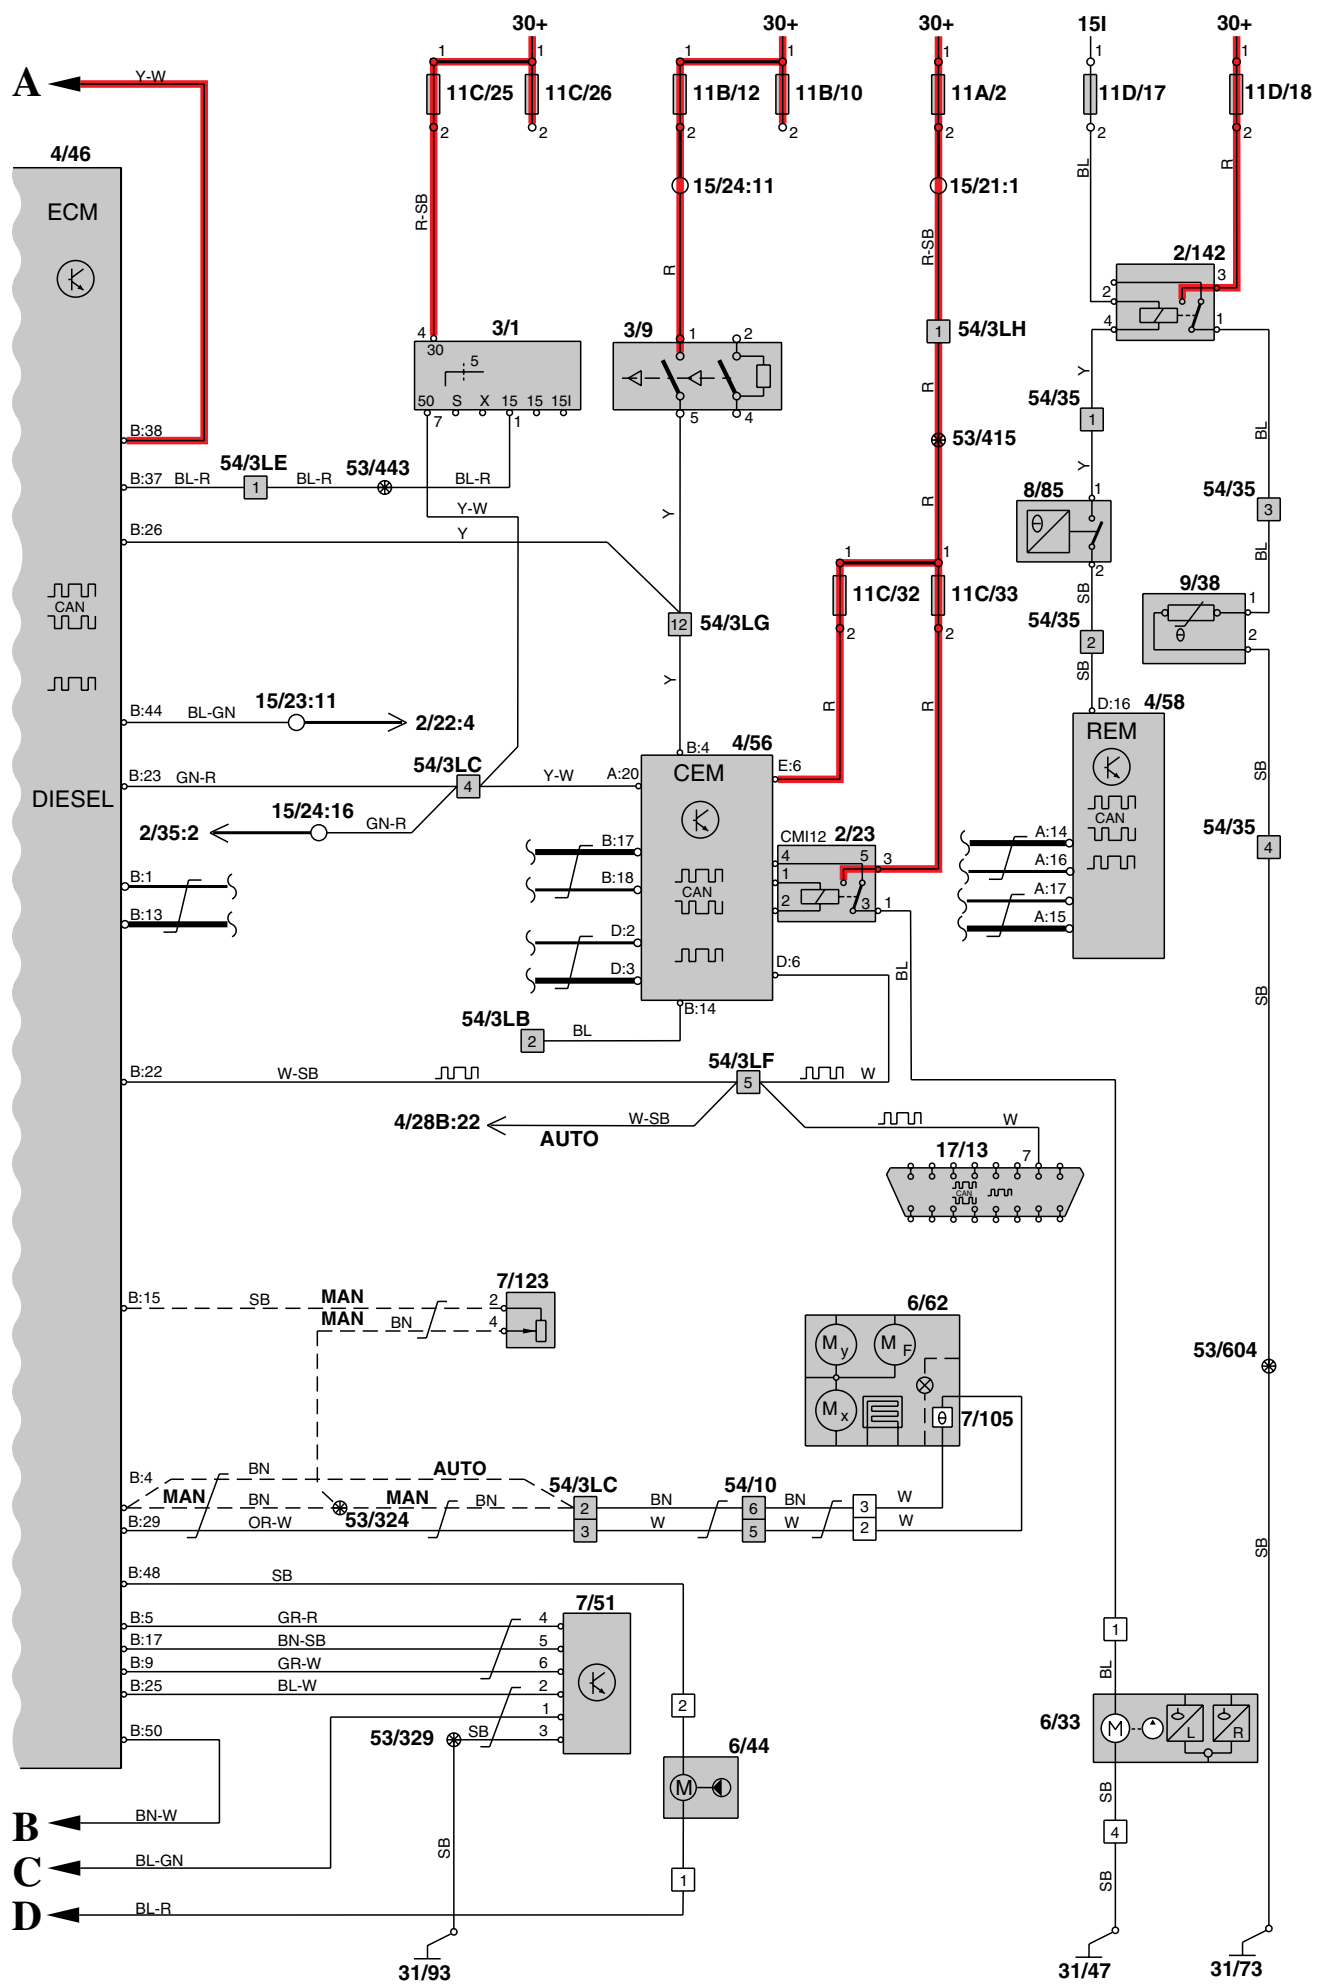 30+ 30+ 30+ 15I 30+
1 1 1 1 1 1 1
A Y-W 11C/25 11C/26 11B/12 11B/10 11A/2 11D/17 11D/18
2 2 2 2 2 2 2
4/46
15/24:11 15/21:1
BL R
R-SB R R-SB
ECM
2/142
3
2
4 1
4 3/1 3/9 1 2 1 54/3LH
30
5
50 S X 15 15 15I
7 1 5 4
R Y BL
54/35
1
B:38
53/415
54/3LE 53/443
B:37 BL-R 1 BL-R BL-R
Y
Y-W
B:26 Y
Y R
8/85 1
θ
2
54/35
3
BL
1 1
11C/32 11C/33
2 2
SB
9/38
1
θ 2
CAN
12 54/3LG
54/35
2
Y R R SB
B:44 BL-GN 15/23:11 2/22:4
B:4 4/56
D:16 4/58
REM
CAN
54/3LC
B:23 GN-R 4 Y-W A:20 CEM E:6
SB
DIESEL
15/24:16
2/35:2 GN-R
CMI12 2/23
4 5 3
1
2 3 1
B:17
B:18
CAN
D:2
D:3
D:6
B:14
A:14
A:16
A:17
A:15
54/35
4
B:1
B:13
BL SB
54/3LB
2 BL
54/3LF
B:22 W-SB 5 W
4/28B:22 W-SB
AUTO
W
17/13 7
CAN
7/123
B:15 SB MAN 2
MAN BN 4
6/62
My MF
Mx
θ 7/105
53/604
B:4 BN AUTO
MAN BN MAN BN
54/3LC 54/10
2 BN 6 BN 3 W
53/324
B:29 OR-W 3 W 5 W 2 W
SB
B:48 SB
7/51
B:5 GR-R 4
B:17 BN-SB 5
B:9 GR-W 6
B:25 BL-W 2
1
B:50 53/329 SB 3
1
BL
2
6/33 M L R
6/44
M
SB
B BN-W
4
C BL-GN
SB
1
SB
D BL-R
31/93 31/47 31/73